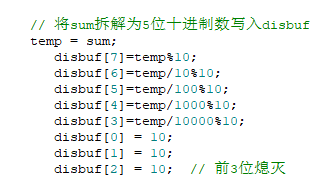 // 将sum拆解为5位十进制数写入disbuf
temp = sum;
disbuf[7]=temp%10;
disbuf[6]=temp/10%10;
disbuf[5]=temp/100%10;
disbuf[4]=temp/1000%10;
disbuf[3]=temp/10000%10;
disbuf[0] = 10;
disbuf[1] = 10;
disbuf[2] = 10;  // 前3位熄灭